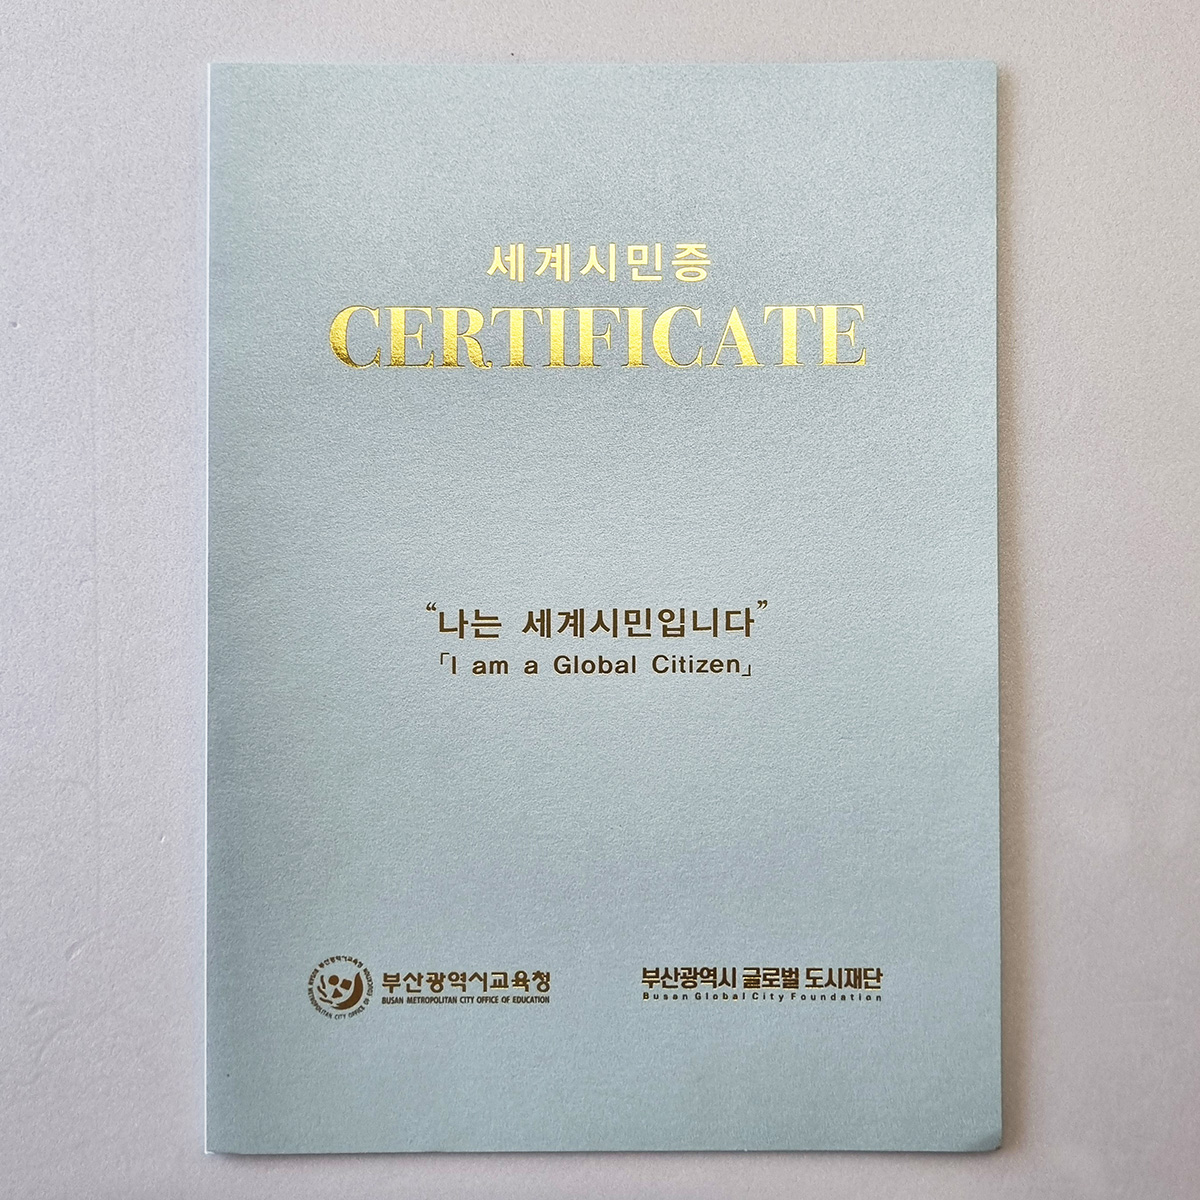 세계시민증
CERTIFICATE
“나는 세계시민입니다”
「I am a Global Citizen」
부산광역시교육청
BUSAN METROPOLITAN CITY OFFICE OF EDUCATION
부산광역시 글로벌 도시재단
Busan Global City Foundation